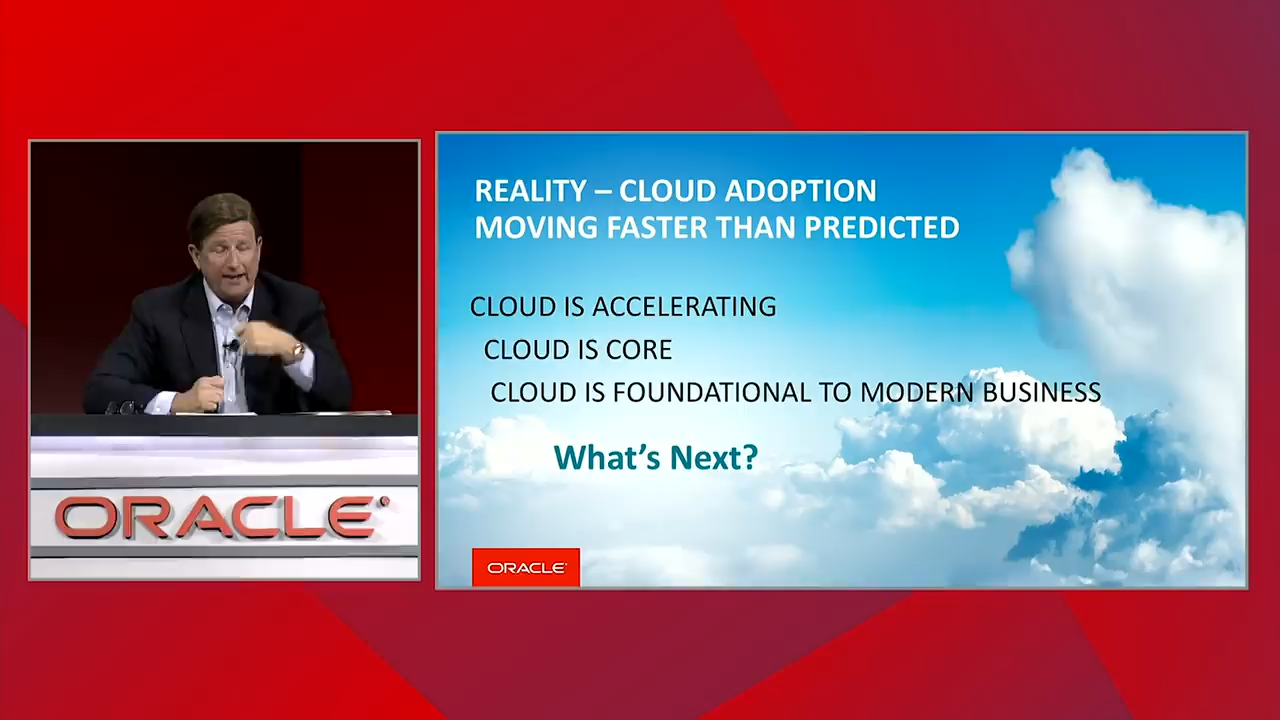 REALITY – CLOUD ADOPTION
MOVING FASTER THAN PREDICTED
CLOUD IS ACCELERATING
CLOUD IS CORE
CLOUD IS FOUNDATIONAL TO MODERN BUSINESS
What's Next?
ORACLE
ORACLE